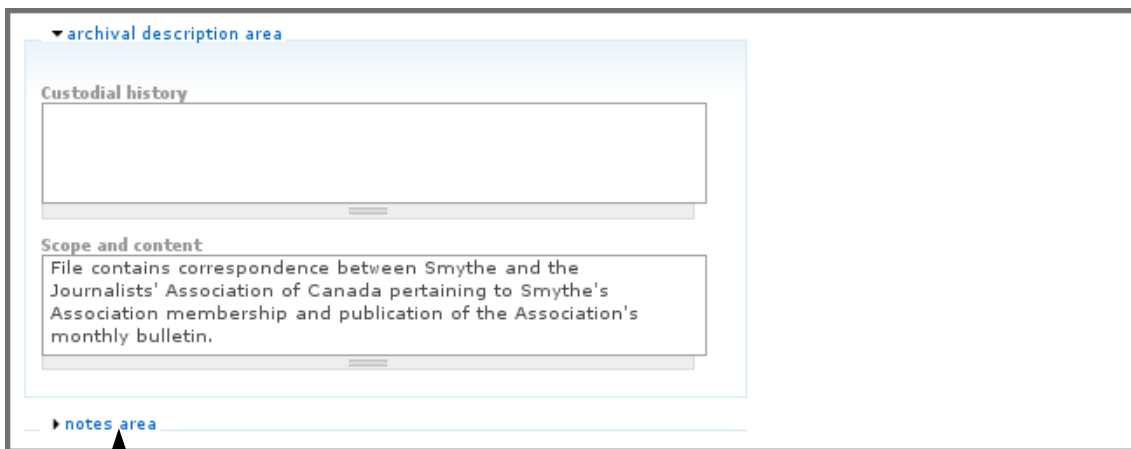 archival description area
Custodial history
Scope and content
File contains correspondence between Smythe and the
Journalists' Association of Canada pertaining to Smythe's
Association membership and publication of the Association's
monthly bulletin.
notes area